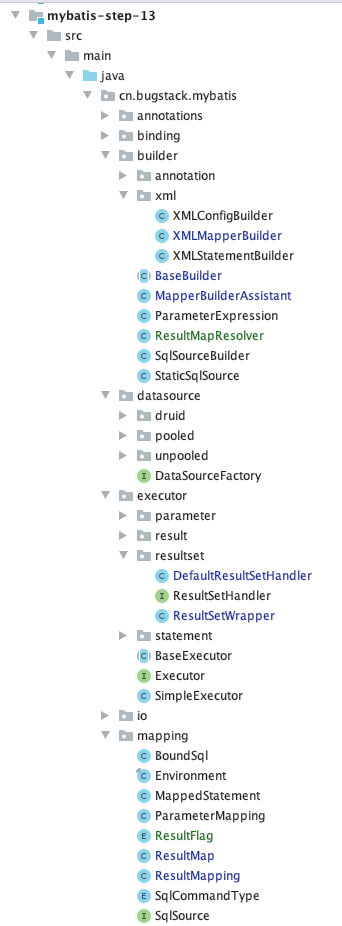 mybatis-step-13
src
main
java
cn.bugstack.mybatis
annotations
binding
builder
annotation
xml
C XMLConfigBuilder
C XMLMapperBuilder
C XMLStatementBuilder
C BaseBuilder
C MapperBuilderAssistant
C ParameterExpression
C ResultMapResolver
C SqlSourceBuilder
C StaticSqlSource
datasource
druid
pooled
unpooled
I DataSourceFactory
executor
parameter
result
resultset
C DefaultResultSetHandler
I ResultSetHandler
C ResultSetWrapper
statement
C BaseExecutor
I Executor
C SimpleExecutor
io
mapping
C BoundSql
C Environment
C MappedStatement
C ParameterMapping
E ResultFlag
C ResultMap
C ResultMapping
E SqlCommandType
I SqlSource